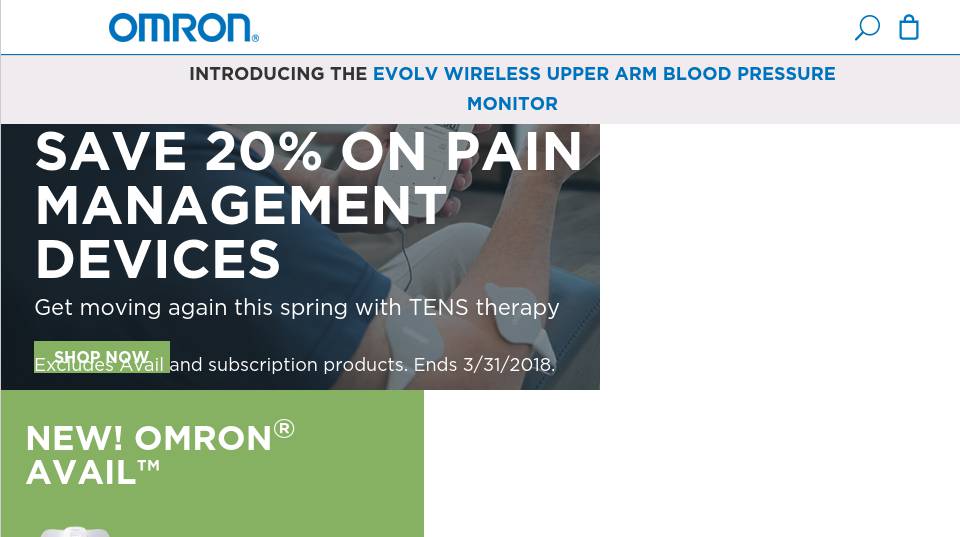 OMRON®
INTRODUCING THE EVOLV WIRELESS UPPER ARM BLOOD PRESSURE
MONITOR
SAVE 20% ON PAIN
MANAGEMENT
DEVICES
Get moving again this spring with TENS therapy
SHOP NOW
Excludes Avail and subscription products. Ends 3/31/2018.
NEW! OMRON®
AVAIL™